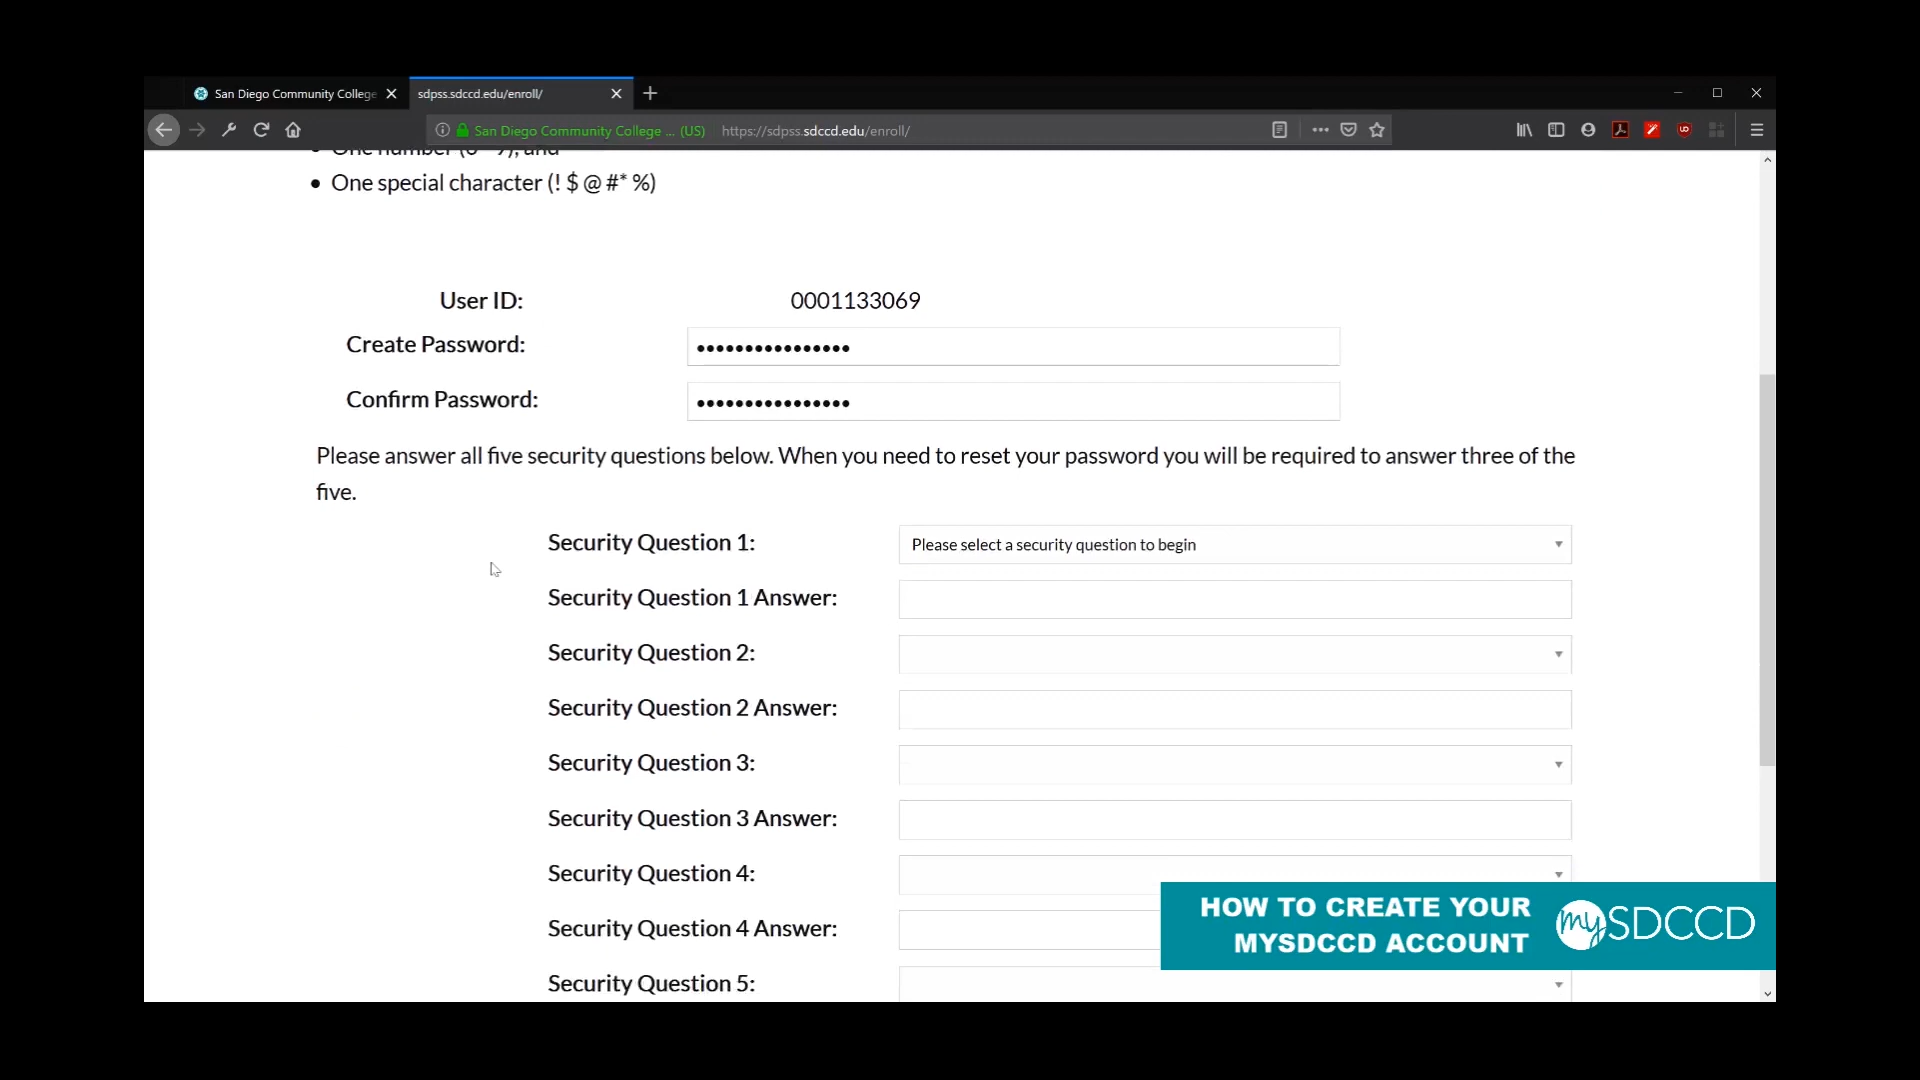 San Diego Community College
sdpss.sdccd.edu/enroll/
San Diego Community College ... (US)
https://sdpss.sdccd.edu/enroll/
One number (0 - 9), and
One special character (! $ @ #* %)
User ID:
0001133069
Create Password:
••••••••••••••••
Confirm Password:
••••••••••••••••
Please answer all five security questions below. When you need to reset your password you will be required to answer three of the
five.
Security Question 1:
Please select a security question to begin
Security Question 1 Answer:
Security Question 2:
Security Question 2 Answer:
Security Question 3:
Security Question 3 Answer:
Security Question 4:
Security Question 4 Answer:
Security Question 5:
HOW TO CREATE YOUR
MYSDCCD ACCOUNT
mySDCCD